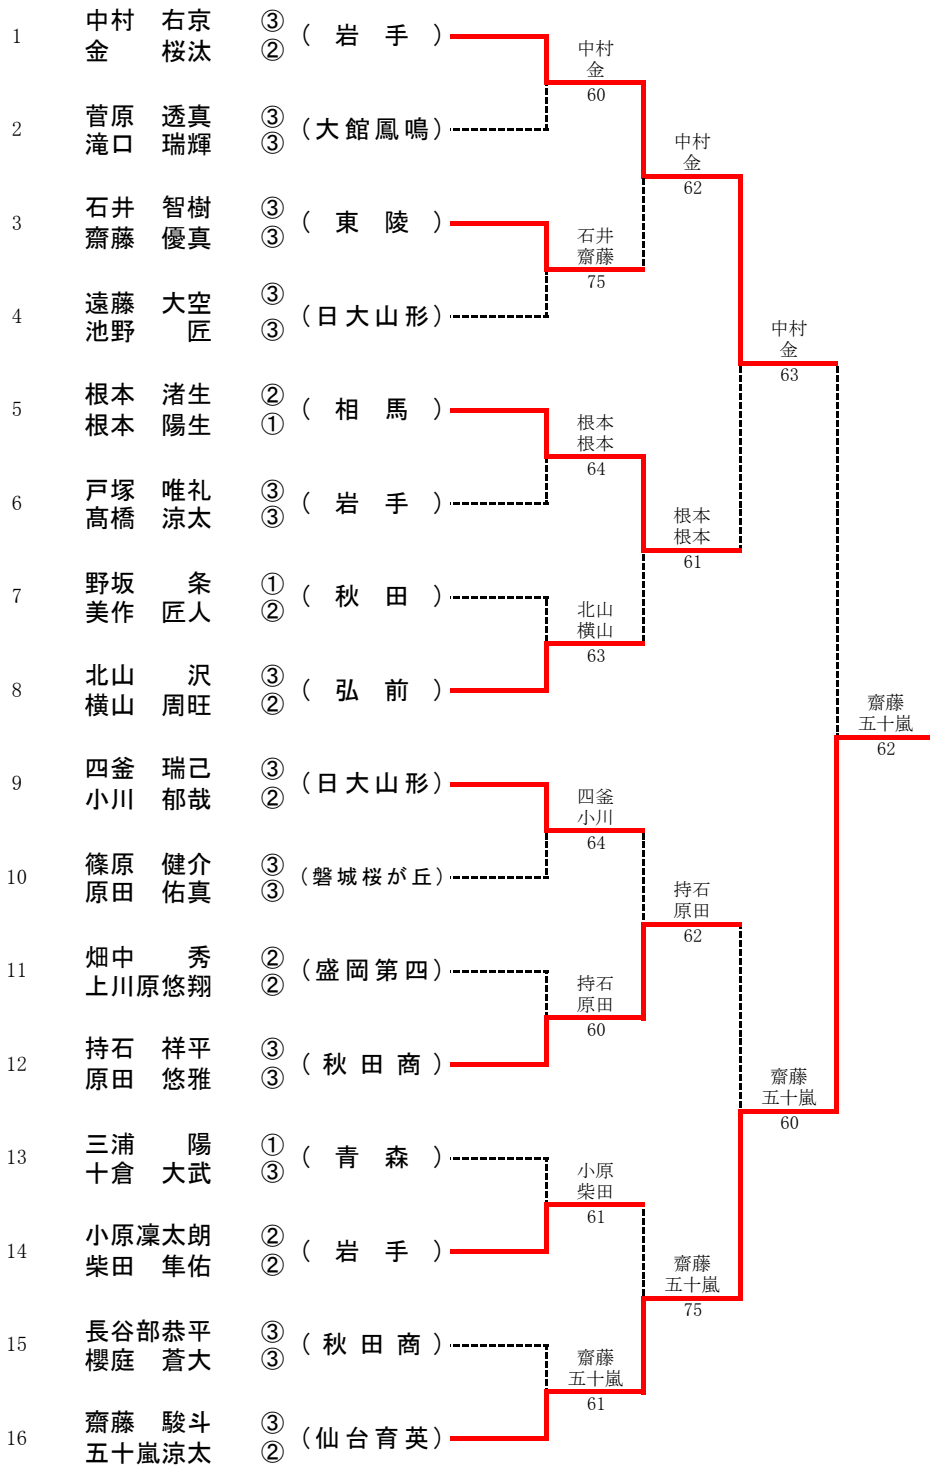 1 中村 右京 ③ (岩手)
金 桜汰 ②
2 菅原 透真 ③ (大館鳳鳴)
滝口 瑞輝 ③
3 石井 智樹 ③ (東陵)
齋藤 優真 ③
4 遠藤 大空 ③ (日大山形)
池野 匠 ③
5 根本 渚生 ② (相馬)
根本 陽生 ①
6 戸塚 唯礼 ③ (岩手)
髙橋 涼太 ③
7 野坂 条 ① (秋田)
美作 匠人 ②
8 北山 沢 ③ (弘前)
横山 周旺 ②
9 四釜 瑞己 ③ (日大山形)
小川 郁哉 ②
10 篠原 健介 ③ (磐城桜が丘)
原田 佑真 ③
11 畑中 秀 ② (盛岡第四)
上川原悠翔 ②
12 持石 祥平 ③ (秋田商)
原田 悠雅 ③
13 三浦 陽 ① (青森)
十倉 大武 ③
14 小原凜太朗 ② (岩手)
柴田 隼佑 ②
15 長谷部恭平 ③ (秋田商)
櫻庭 蒼大 ③
16 齋藤 駿斗 ③ (仙台育英)
五十嵐涼太 ②
中村
金
60
石井
齋藤
75
根本
根本
64
北山
横山
63
四釜
小川
64
持石
原田
60
小原
柴田
61
齋藤
五十嵐
61
中村
金
62
根本
根本
61
持石
原田
62
齋藤
五十嵐
75
中村
金
63
齋藤
五十嵐
60
齋藤
五十嵐
62